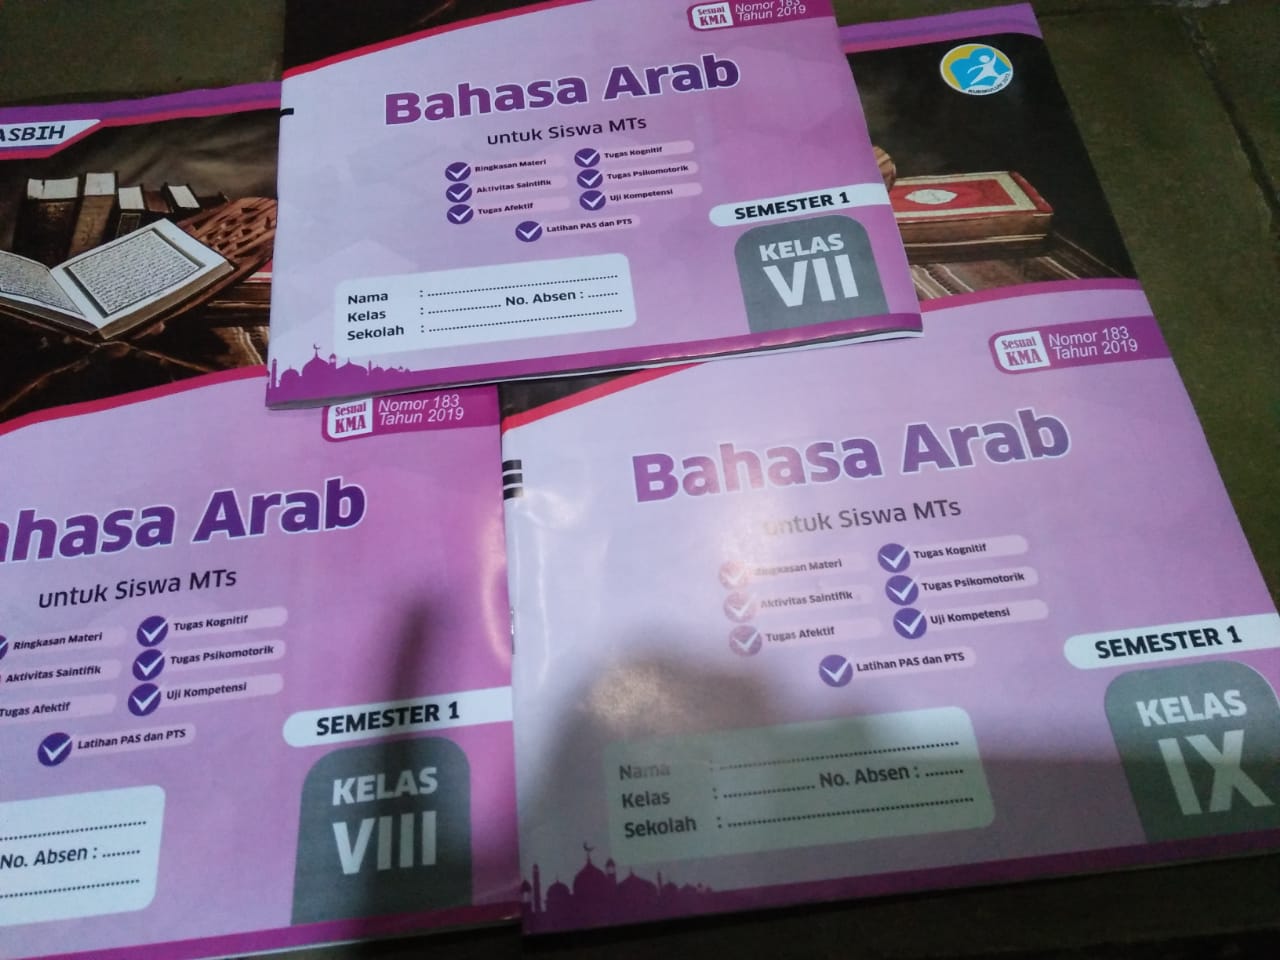 Sesuai KMA Nomor 183 Tahun 2019
Bahasa Arab
untuk Siswa MTs
Ringkasan Materi
Aktivitas Saintifik
Tugas Afektif
Tugas Kognitif
Tugas Psikomotorik
Uji Kompetensi
Latihan PAS dan PTS
SEMESTER 1
KELAS
VII
Nama : ..............................
Kelas : .................. No. Absen : ........
Sekolah : ..............................
ASBIH
Sesuai KMA Nomor 183 Tahun 2019
ahasa Arab
untuk Siswa MTs
Ringkasan Materi
Aktivitas Saintifik
Tugas Afektif
Tugas Kognitif
Tugas Psikomotorik
Uji Kompetensi
Latihan PAS dan PTS
SEMESTER 1
KELAS
VIII
No. Absen : ........
KURIKULUM 2013
Sesuai KMA Nomor 183 Tahun 2019
Bahasa Arab
untuk Siswa MTs
Ringkasan Materi
Aktivitas Saintifik
Tugas Afektif
Tugas Kognitif
Tugas Psikomotorik
Uji Kompetensi
Latihan PAS dan PTS
SEMESTER 1
KELAS
IX
Nama : ..............................
Kelas : .................. No. Absen : ........
Sekolah : ..............................